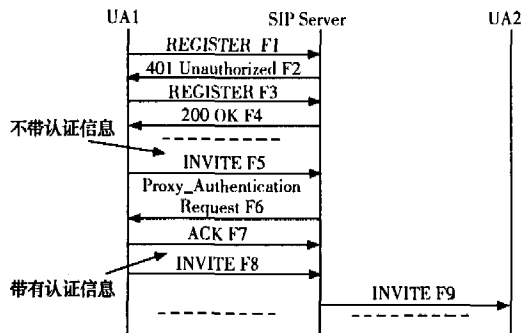 UA1 SIP Server UA2
REGISTER F1
401 Unauthorized F2
REGISTER F3
200 OK F4
不带认证信息
INVITE F5
Proxy_Authentication
Request F6
ACK F7
INVITE F8
带有认证信息
INVITE F9